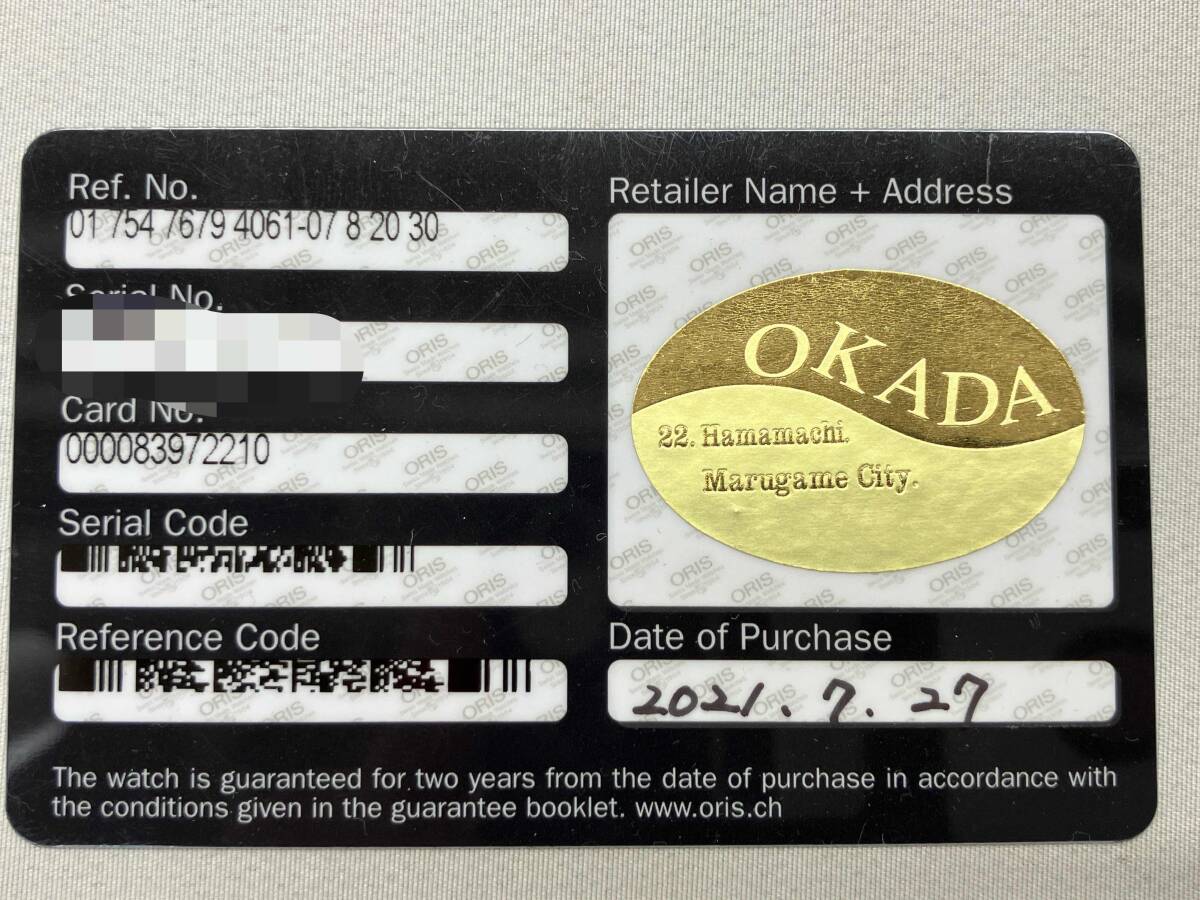 Ref. No.
01 754 7679 4061-07 8 20 30
Serial No.
Card No.
000083972210
Serial Code
Reference Code
Retailer Name + Address
OKADA
22. Hamamachi.
Marugame City.
Date of Purchase
2021. 7. 27
The watch is guaranteed for two years from the date of purchase in accordance with
the conditions given in the guarantee booklet. www.oris.ch